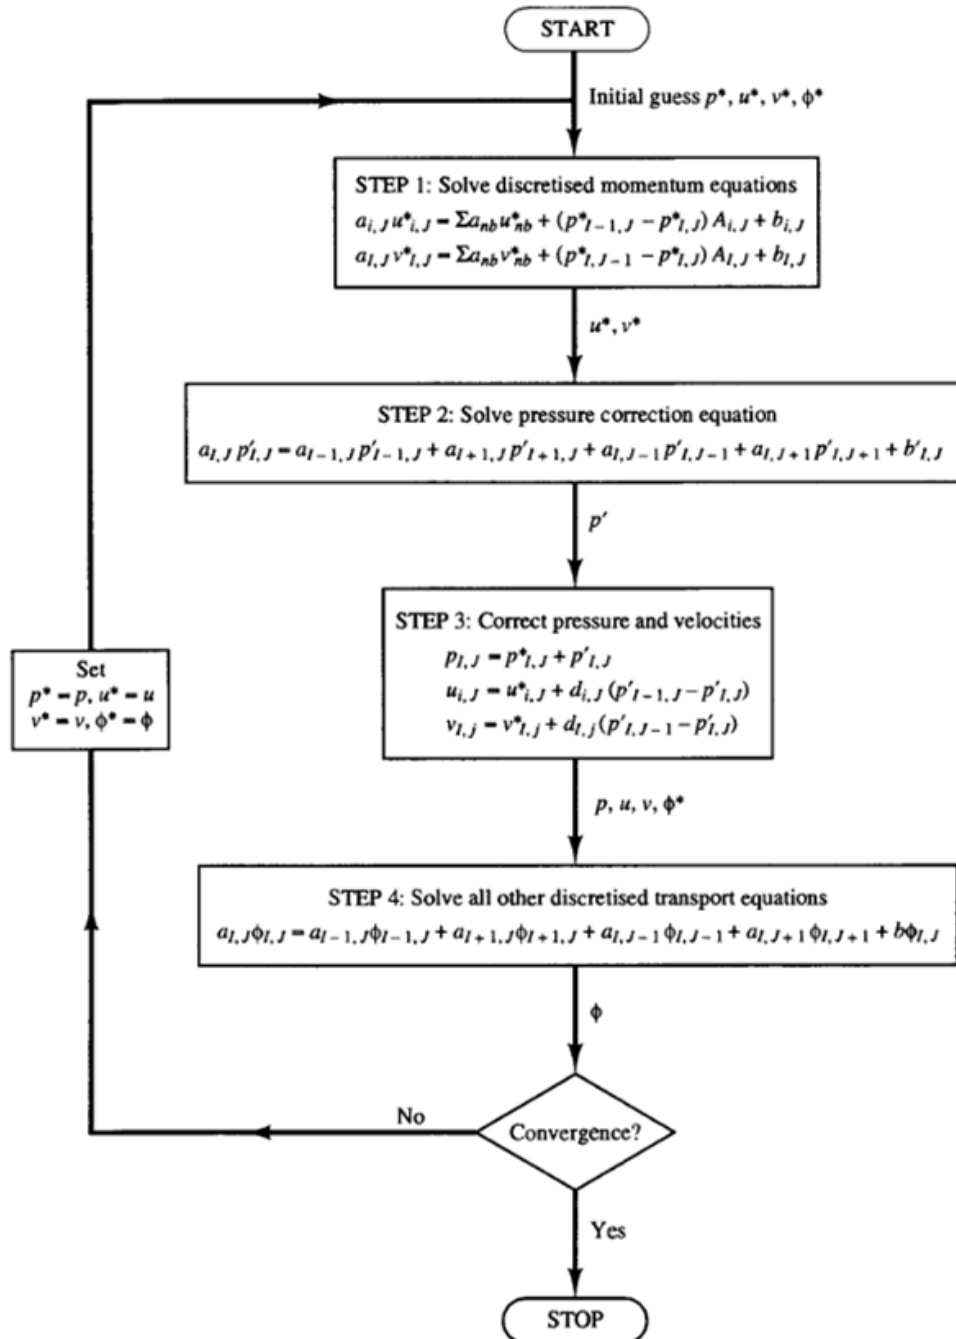 START
Initial guess p*, u*, v*, ϕ*
STEP 1: Solve discretised momentum equations
a_{i,J} u*_{i,J} = Σa_{nb} u*_{nb} + (p*_{I-1,J} − p*_{I,J}) A_{i,J} + b_{i,J}
a_{I,J} v*_{I,J} = Σa_{nb} v*_{nb} + (p*_{I,J-1} − p*_{I,J}) A_{I,J} + b_{I,J}
u*, v*
STEP 2: Solve pressure correction equation
a_{I,J} p′_{I,J} = a_{I-1,J} p′_{I-1,J} + a_{I+1,J} p′_{I+1,J} + a_{I,J-1} p′_{I,J-1} + a_{I,J+1} p′_{I,J+1} + b′_{I,J}
p′
STEP 3: Correct pressure and velocities
p_{I,J} = p*_{I,J} + p′_{I,J}
u_{i,J} = u*_{i,J} + d_{i,J} (p′_{I-1,J} − p′_{I,J})
v_{I,j} = v*_{I,j} + d_{I,j} (p′_{I,J-1} − p′_{I,J})
Set
p* = p, u* = u
v* = v, ϕ* = ϕ
p, u, v, ϕ*
STEP 4: Solve all other discretised transport equations
a_{I,J} ϕ_{I,J} = a_{I-1,J} ϕ_{I-1,J} + a_{I+1,J} ϕ_{I+1,J} + a_{I,J-1} ϕ_{I,J-1} + a_{I,J+1} ϕ_{I,J+1} + bϕ_{I,J}
ϕ
No
Convergence?
Yes
STOP